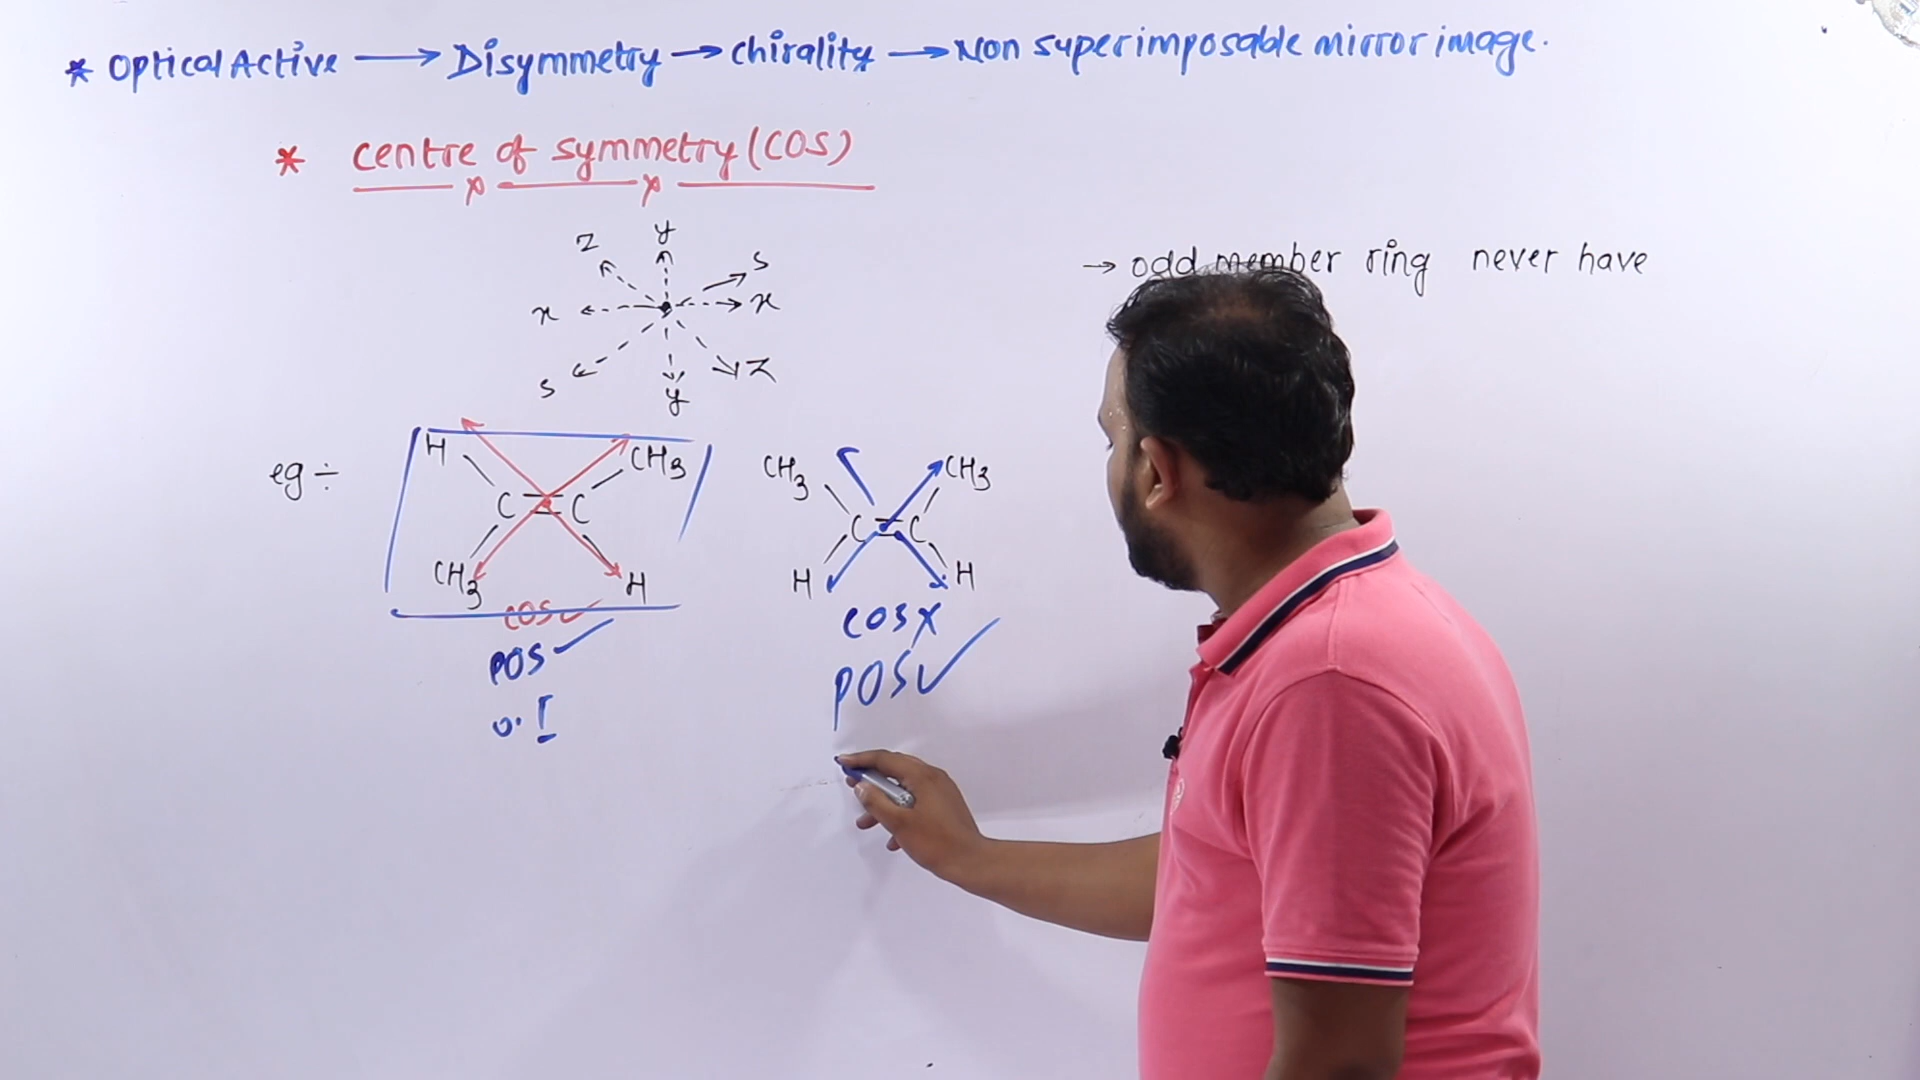 * Optical Active → Disymmetry → chirality → Non superimposable mirror image.
* centre of symmetry (COS)
z y s
x x
s y z
→ odd member ring never have
eg ÷
H CH3
C = C
CH3 H
COS ✓
POS ✓
O. I
CH3 CH3
C = C
H H
COS X
POS ✓